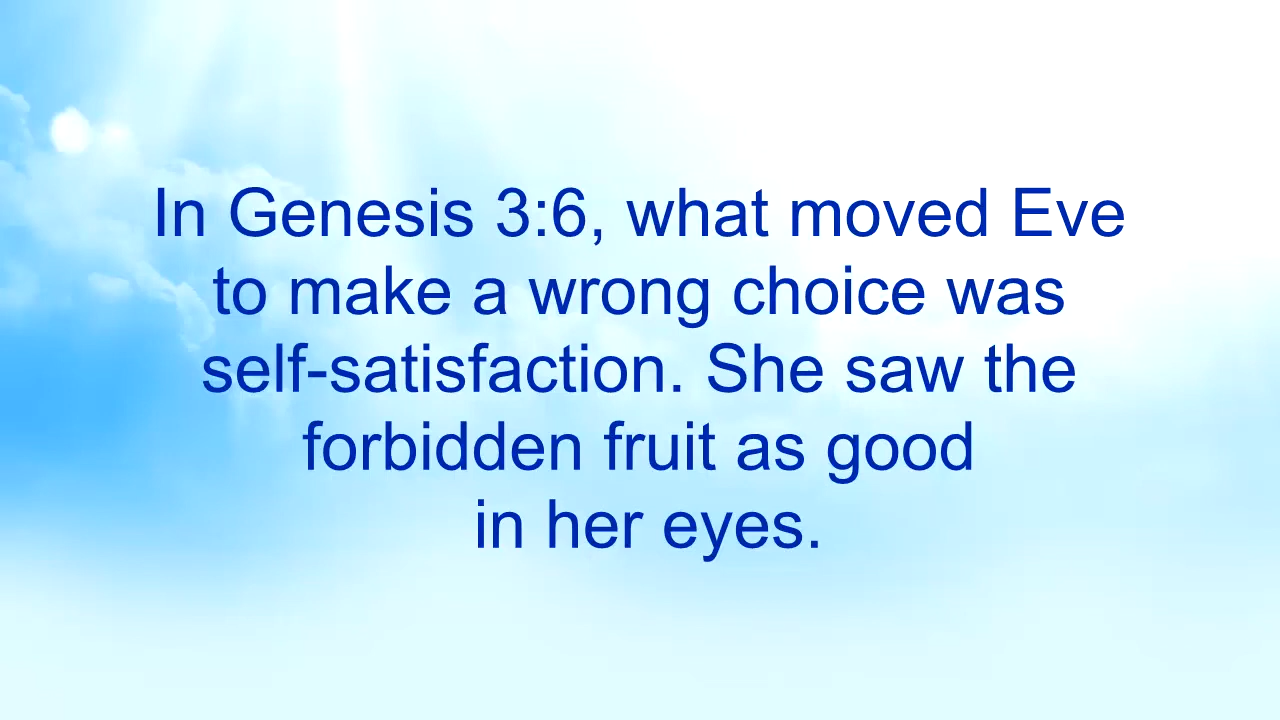 In Genesis 3:6, what moved Eve
to make a wrong choice was
self-satisfaction. She saw the
forbidden fruit as good
in her eyes.